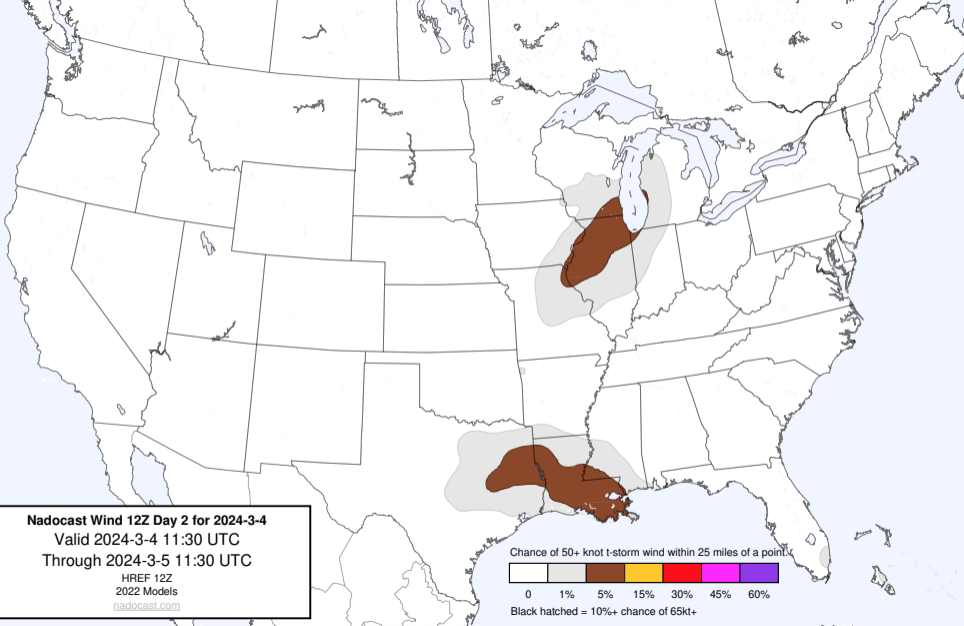 Nadocast Wind 12Z Day 2 for 2024-3-4
Valid 2024-3-4 11:30 UTC
Through 2024-3-5 11:30 UTC
HREF 12Z
2022 Models
nadocast.com
Chance of 50+ knot t-storm wind within 25 miles of a point.
0 1% 5% 15% 30% 45% 60%
Black hatched = 10%+ chance of 65kt+